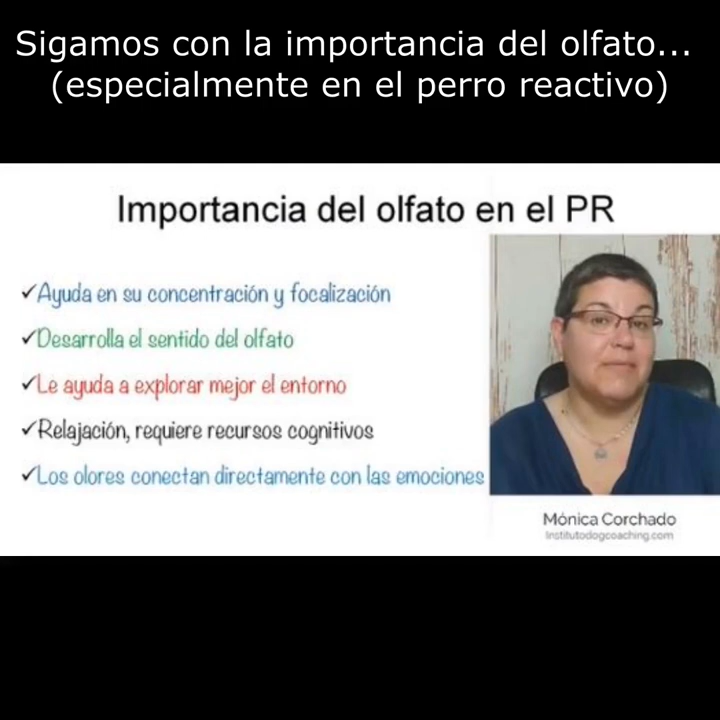 Sigamos con la importancia del olfato...
(especialmente en el perro reactivo)
Importancia del olfato en el PR
✓Ayuda en su concentración y focalización
✓Desarrolla el sentido del olfato
✓Le ayuda a explorar mejor el entorno
✓Relajación, requiere recursos cognitivos
✓Los olores conectan directamente con las emociones
Mónica Corchado
Institutodogcoaching.com